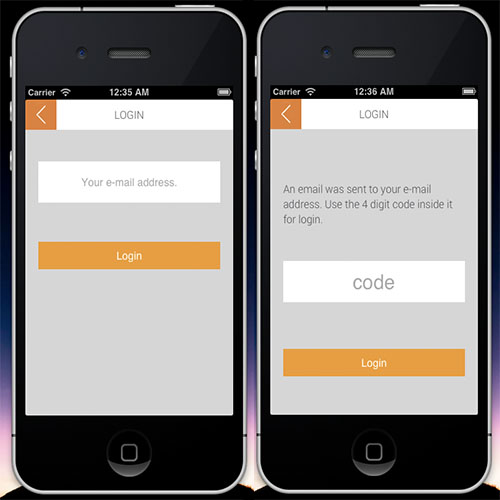 Carrier 12:35 AM
LOGIN
Your e-mail address.
Login
Carrier 12:36 AM
LOGIN
An email was sent to your e-mail
address. Use the 4 digit code inside it
for login.
code
Login